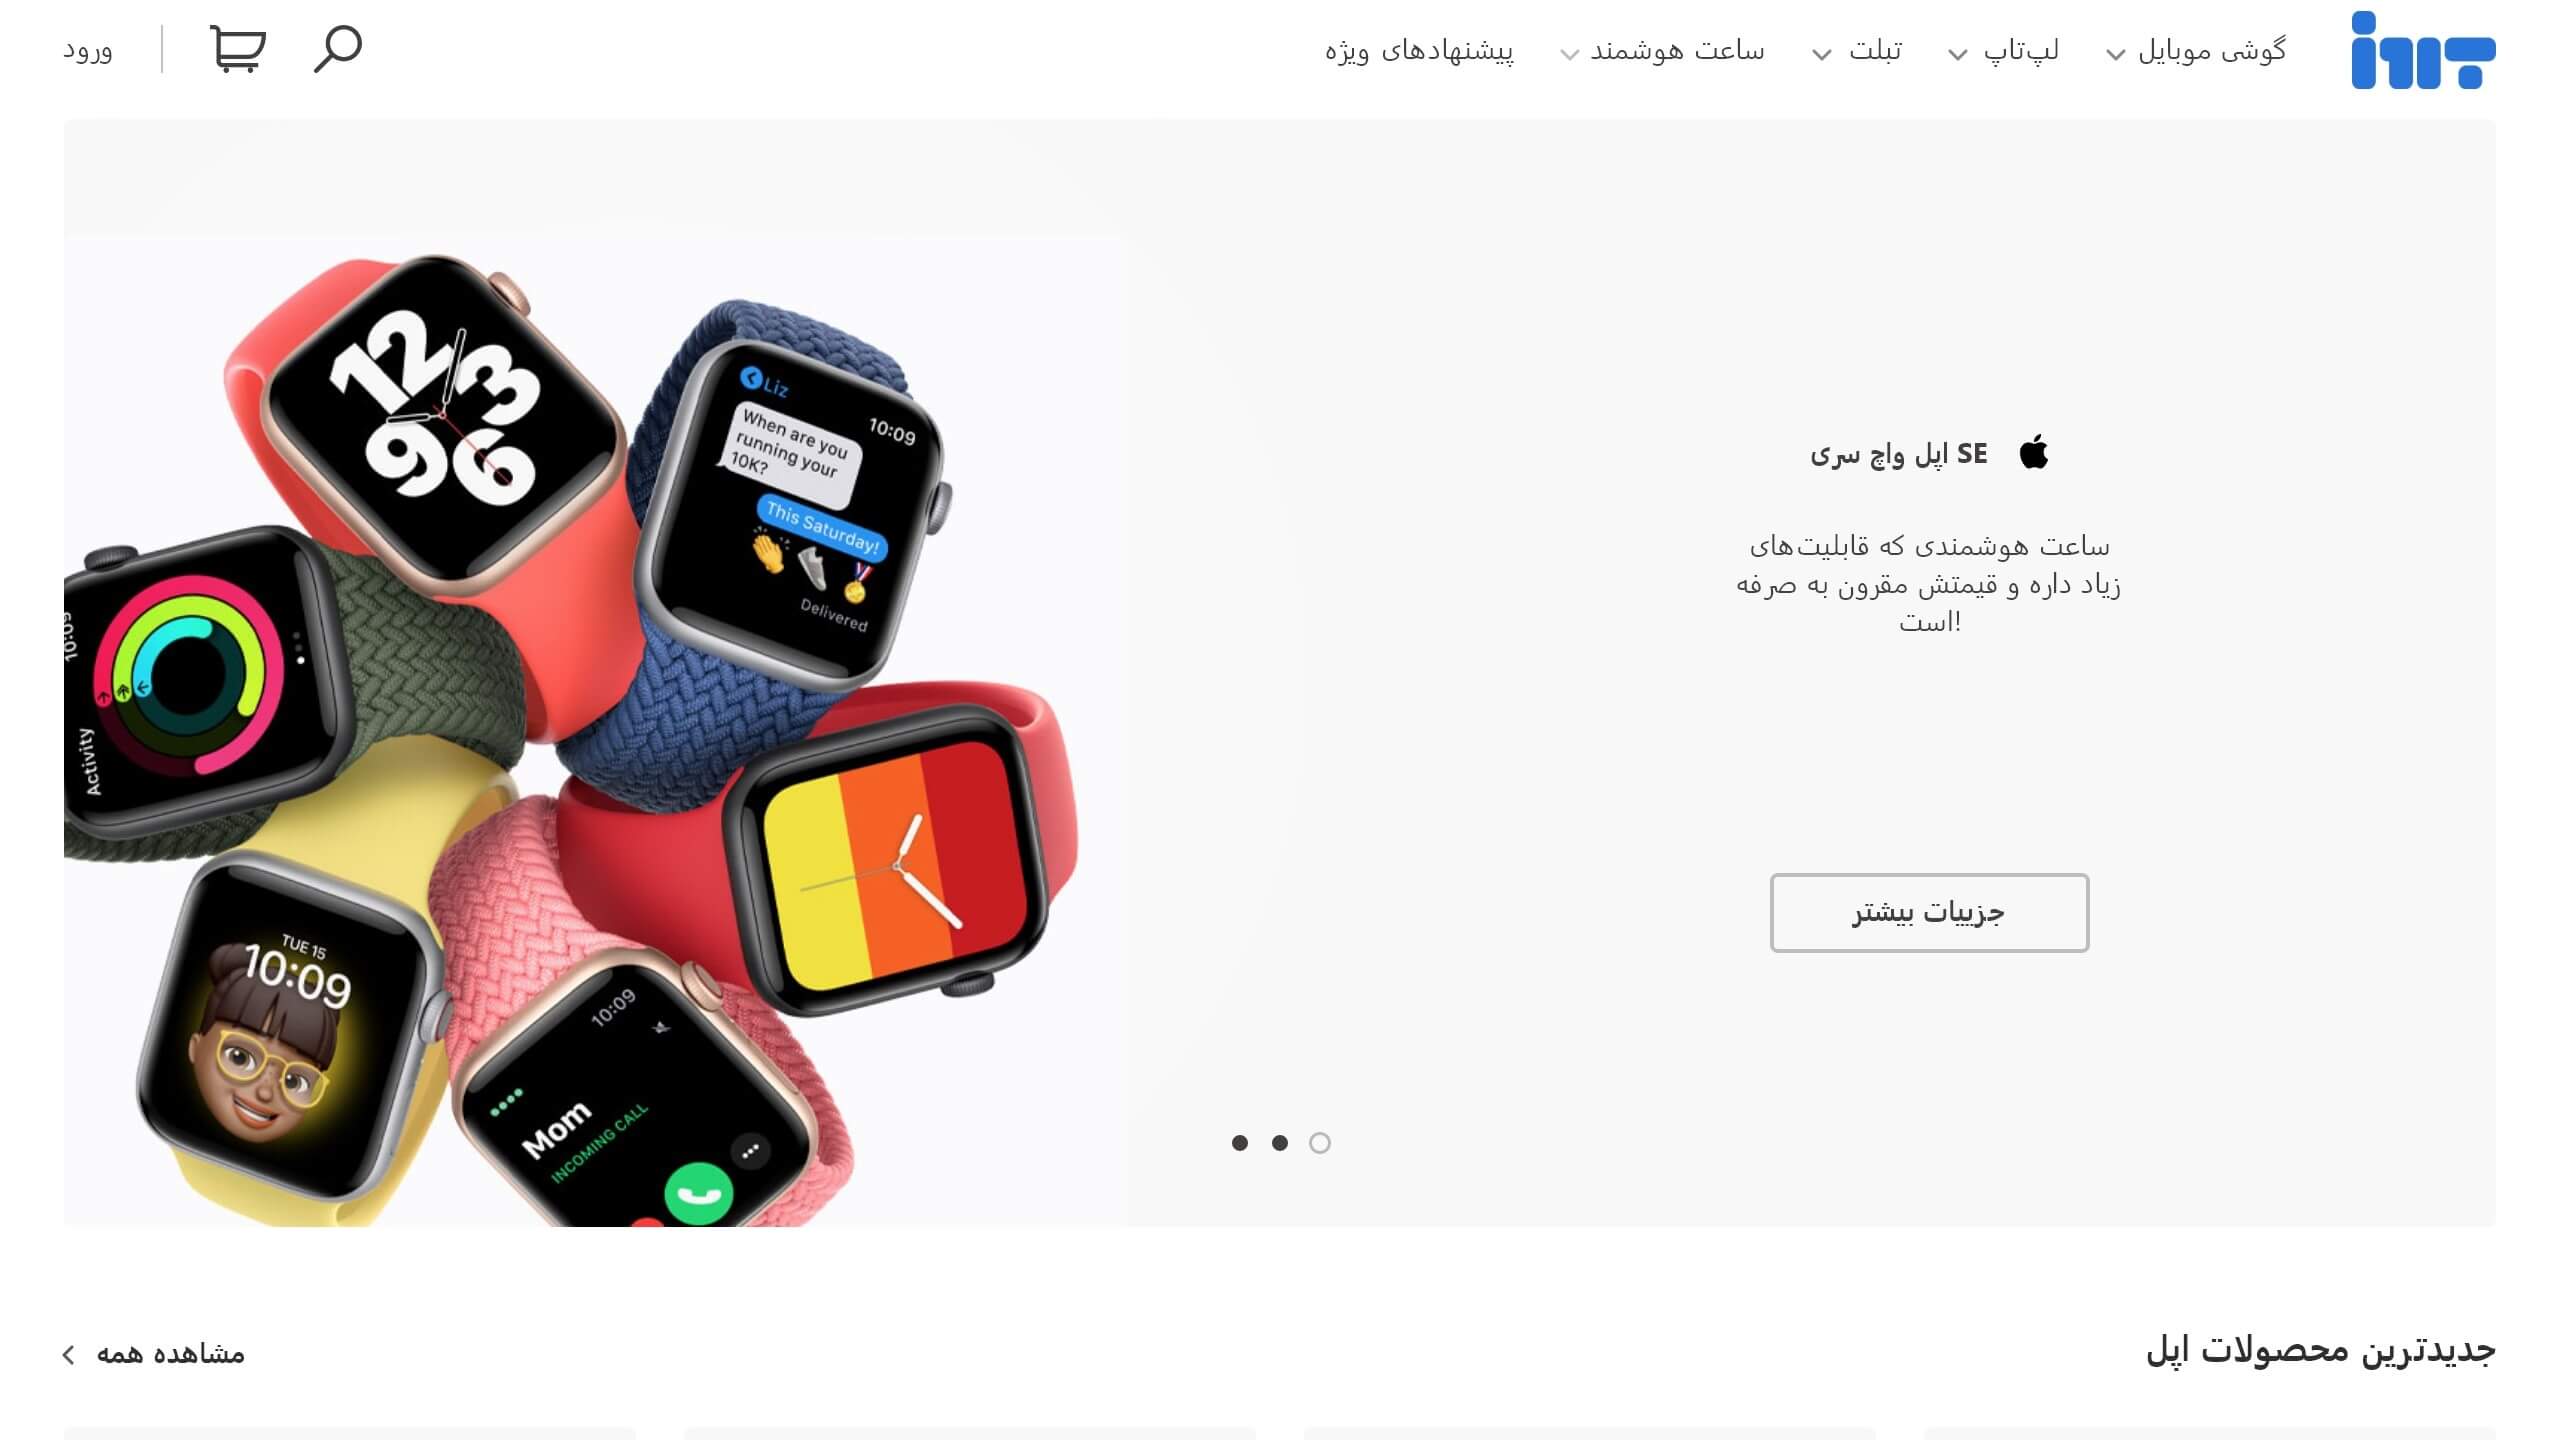 گوشی موبایل
لپ‌تاپ
تبلت
ساعت هوشمند
پیشنهادهای ویژه
ورود
اپل واچ سری SE
ساعت هوشمندی که قابلیت‌های
زیاد داره و قیمتش مقرون به صرفه
است!
جزییات بیشتر
12
3
6
9
Liz
10:09
When are you
running your
10K?
This Saturday!
Delivered
10:09
Activity
TUE 15
10:09
10:09
Mom
INCOMING CALL
جدیدترین محصولات اپل
مشاهده همه